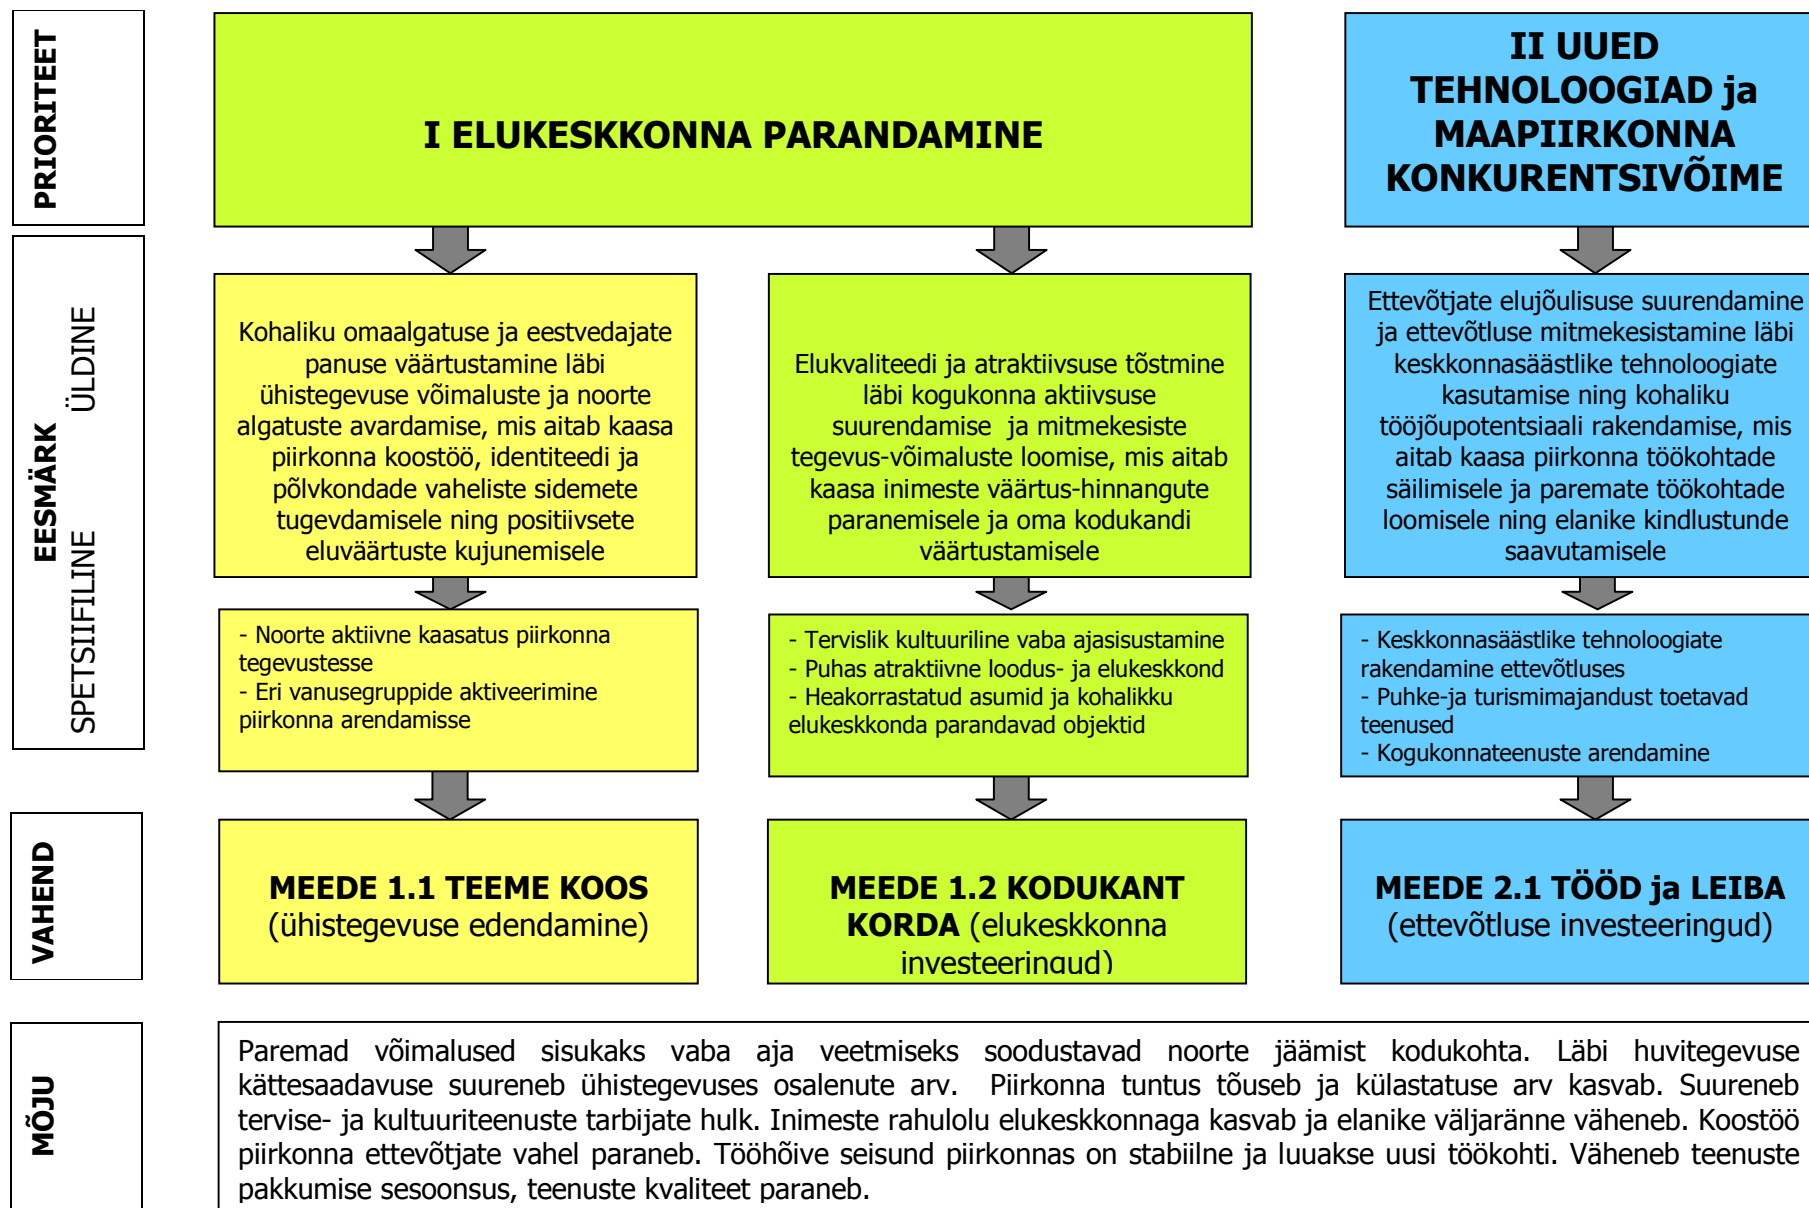 PRIORITEET
I ELUKESKKONNA PARANDAMINE
II UUED
TEHNOLOOGIAD ja
MAAPIIRKONNA
KONKURENTSIVÕIME
EESMÄRK
ÜLDINE
Kohaliku omaalgatuse ja eestvedajate
panuse väärtustamine läbi
ühistegevuse võimaluste ja noorte
algatuste avardamise, mis aitab kaasa
piirkonna koostöö, identiteedi ja
põlvkondade vaheliste sidemete
tugevdamisele ning positiivsete
eluväärtuste kujunemisele
Elukvaliteedi ja atraktiivsuse tõstmine
läbi kogukonna aktiivsuse
suurendamise  ja mitmekesiste
tegevus-võimaluste loomise, mis aitab
kaasa inimeste väärtus-hinnangute
paranemisele ja oma kodukandi
väärtustamisele
Ettevõtjate elujõulisuse suurendamine
ja ettevõtluse mitmekesistamine läbi
keskkonnasäästlike tehnoloogiate
kasutamise ning kohaliku
tööjõupotentsiaali rakendamise, mis
aitab kaasa piirkonna töökohtade
säilimisele ja paremate töökohtade
loomisele ning elanike kindlustunde
saavutamisele
SPETSIIFILINE
- Noorte aktiivne kaasatus piirkonna
tegevustesse
- Eri vanusegruppide aktiveerimine
piirkonna arendamisse
- Tervislik kultuuriline vaba ajasisustamine
- Puhas atraktiivne loodus- ja elukeskkond
- Heakorrastatud asumid ja kohalikku
elukeskkonda parandavad objektid
- Keskkonnasäästlike tehnoloogiate
rakendamine ettevõtluses
- Puhke-ja turismimajandust toetavad
teenused
- Kogukonnateenuste arendamine
VAHEND
MEEDE 1.1 TEEME KOOS
(ühistegevuse edendamine)
MEEDE 1.2 KODUKANT
KORDA (elukeskkonna
investeeringud)
MEEDE 2.1 TÖÖD ja LEIBA
(ettevõtluse investeeringud)
MÕJU
Paremad võimalused sisukaks vaba aja veetmiseks soodustavad noorte jäämist kodukohta. Läbi huvitegevuse
kättesaadavuse suureneb ühistegevuses osalenute arv.  Piirkonna tuntus tõuseb ja külastatuse arv kasvab. Suureneb
tervise- ja kultuuriteenuste tarbijate hulk. Inimeste rahulolu elukeskkonnaga kasvab ja elanike väljaränne väheneb. Koostöö
piirkonna ettevõtjate vahel paraneb. Tööhõive seisund piirkonnas on stabiilne ja luuakse uusi töökohti. Väheneb teenuste
pakkumise sesoonsus, teenuste kvaliteet paraneb.